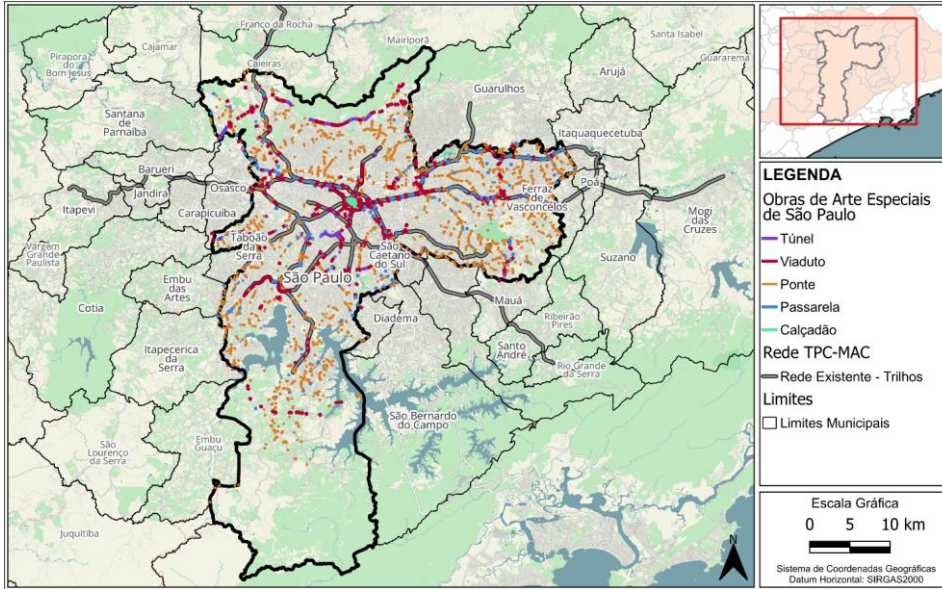 Franco da Rocha
Mairiporã
Santa Isabel
Cajamar
Pirapora
do Bom Jesus
Caieiras
Guararema
Arujá
Guarulhos
Santana de
Parnaíba
Itaquaquecetuba
Barueri
Osasco
Jandira
Poá
Ferraz
de
Vasconcelos
Itapevi
Carapicuíba
Mogi
das
Cruzes
Vargem
Grande
Paulista
Taboão
da
Serra
São
Caetano
do Sul
Suzano
São Paulo
Embu
das
Artes
Cotia
Mauá
Diadema
Ribeirão
Pires
Itapecerica
da
Serra
Santo
André
Rio Grande
da Serra
São Bernardo
do Campo
São
Lourenço
da Serra
Embu
Guaçu
Juquitiba
N
LEGENDA
Obras de Arte Especiais
de São Paulo
Túnel
Viaduto
Ponte
Passarela
Calçadão
Rede TPC-MAC
Rede Existente - Trilhos
Limites
Limites Municipais
Escala Gráfica
0 5 10 km
Sistema de Coordenadas Geográficas
Datum Horizontal: SIRGAS2000